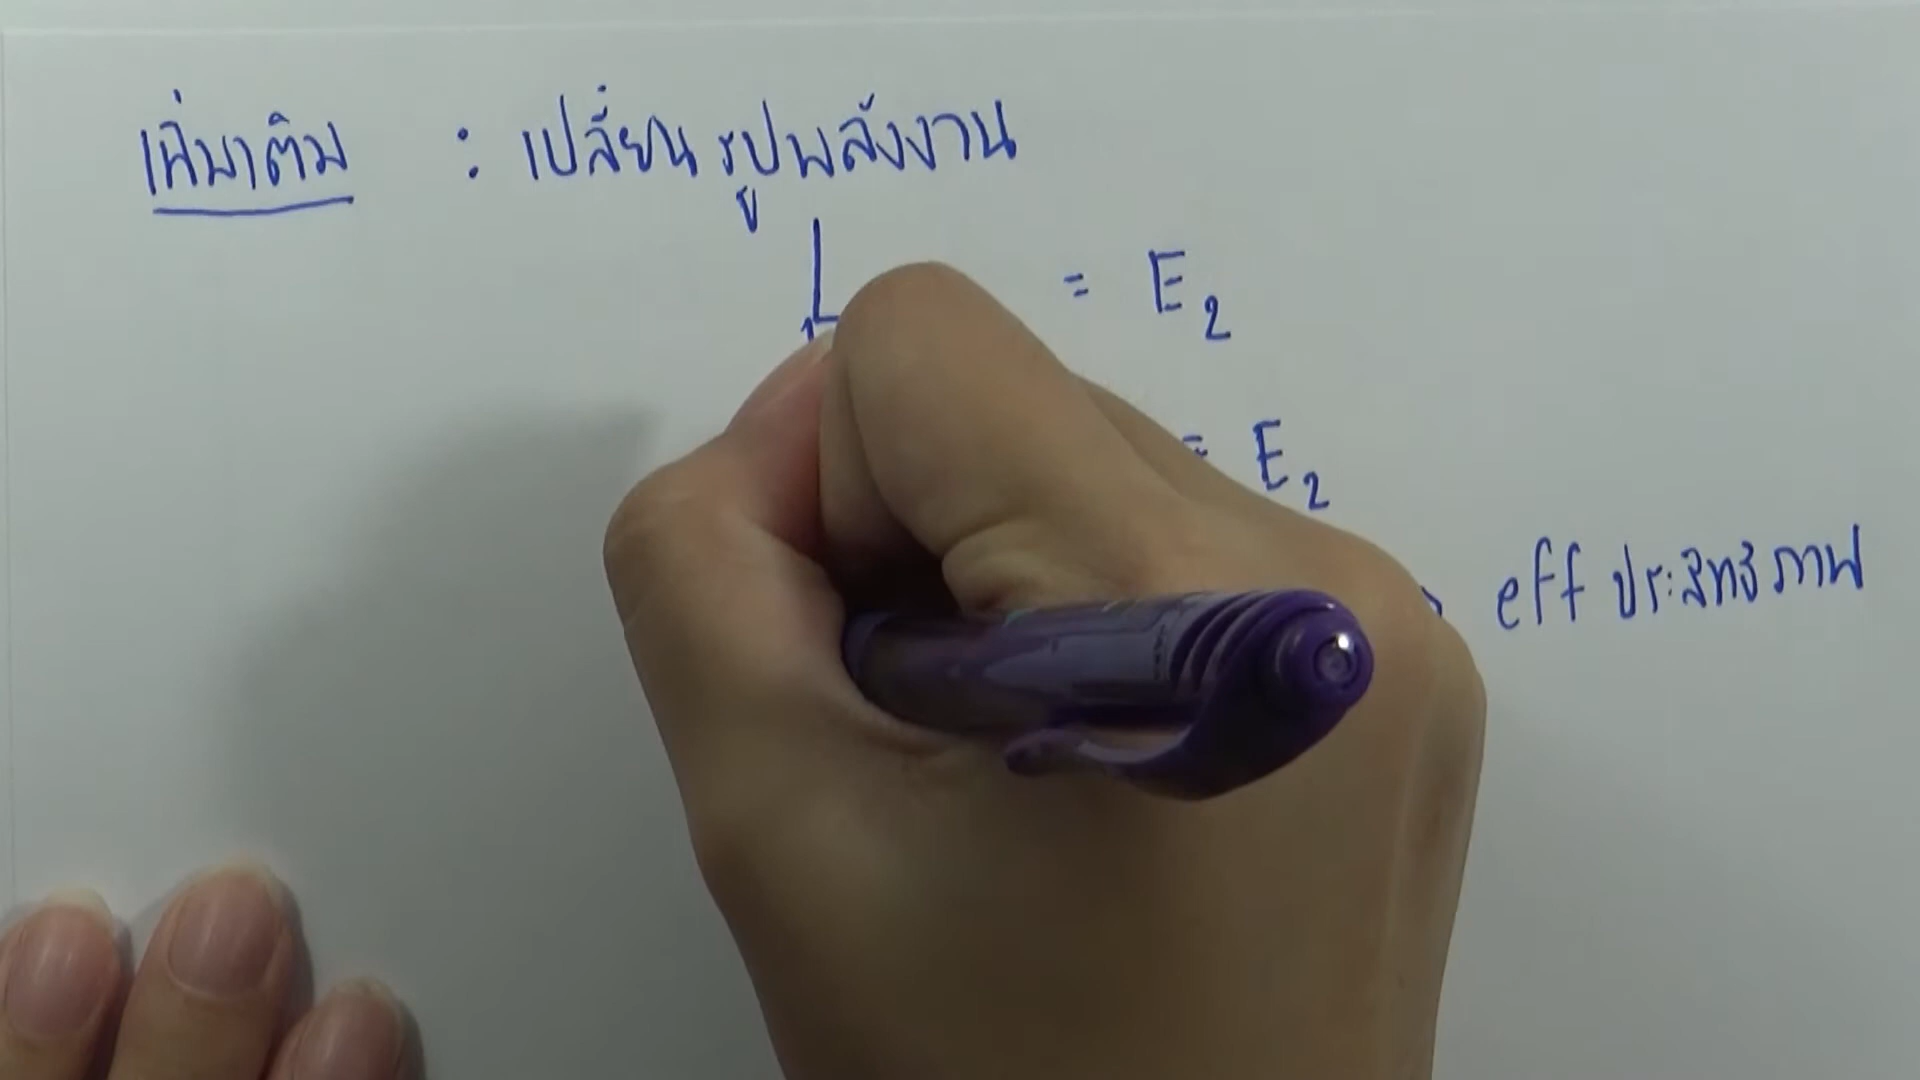 เพิ่มเติม : เปลี่ยนรูปพลังงาน
= E2
= E2
eff ประสิทธิภาพ